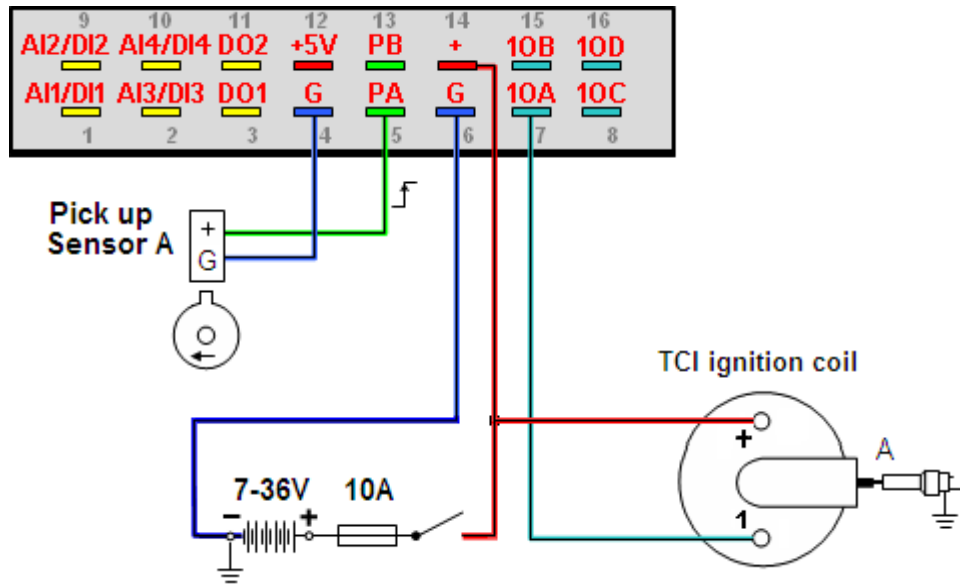 9 10 11 12 13 14 15 16
AI2/DI2 AI4/DI4 DO2 +5V PB + 1OB 1OD
AI1/DI1 AI3/DI3 DO1 G PA G 1OA 1OC
1 2 3 4 5 6 7 8
Pick up
Sensor A
+
G
TCI ignition coil
+
A
1
7-36V 10A
- +